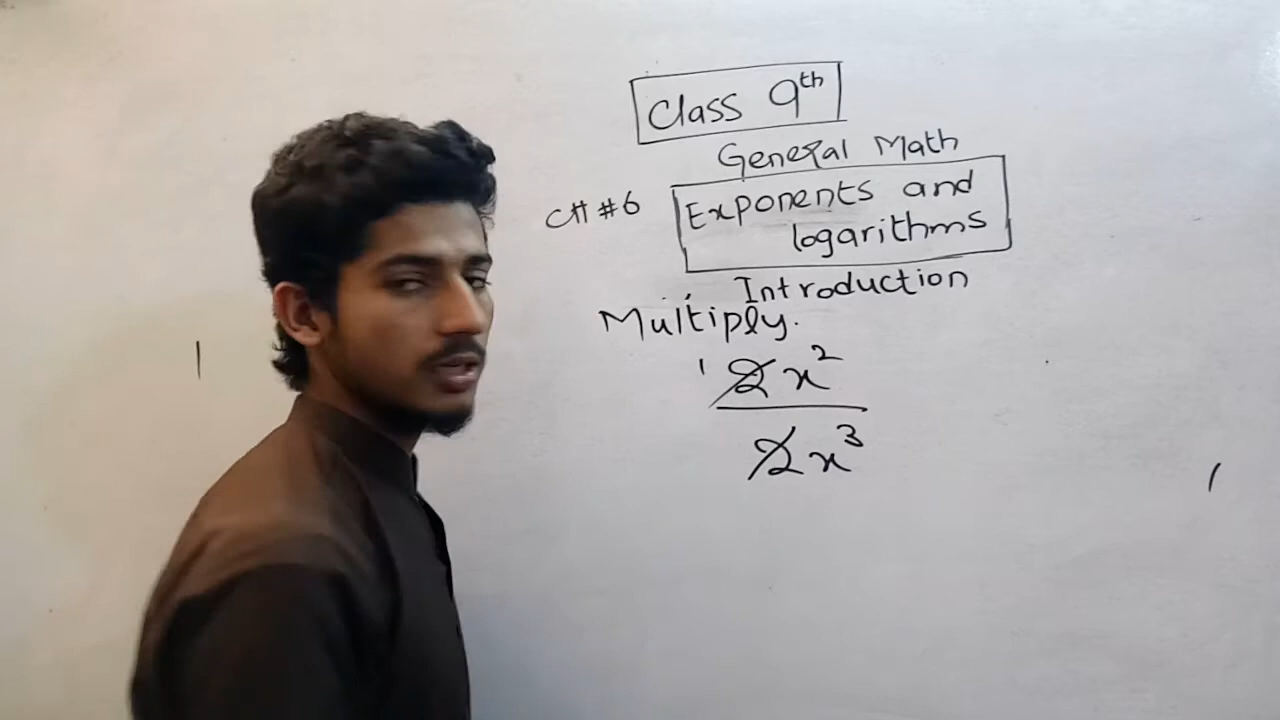 Class 9th
General Math
CH #6
Exponents and
logarithms
Introduction
Multiply.
1 2x²
2x³